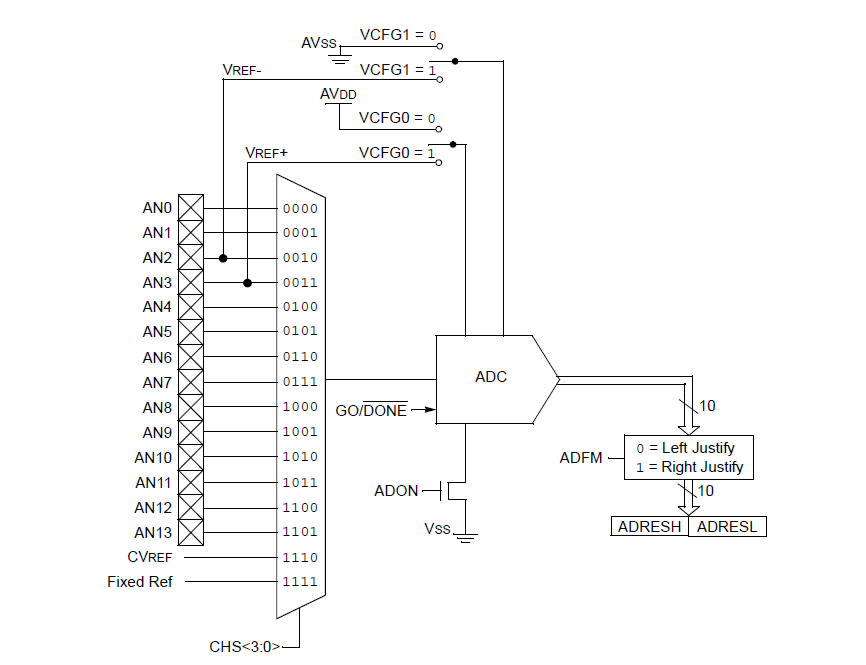 VCFG1 = 0
AVSS
VREF-
VCFG1 = 1
AVDD
VCFG0 = 0
VREF+
VCFG0 = 1
AN0 0000
AN1 0001
AN2 0010
AN3 0011
AN4 0100
AN5 0101
AN6 0110
AN7 0111
AN8 1000
AN9 1001
AN10 1010
AN11 1011
AN12 1100
AN13 1101
CVREF 1110
Fixed Ref 1111
CHS<3:0>
ADC
GO/DONE
ADON
VSS
10
ADFM
0 = Left Justify
1 = Right Justify
10
ADRESH ADRESL